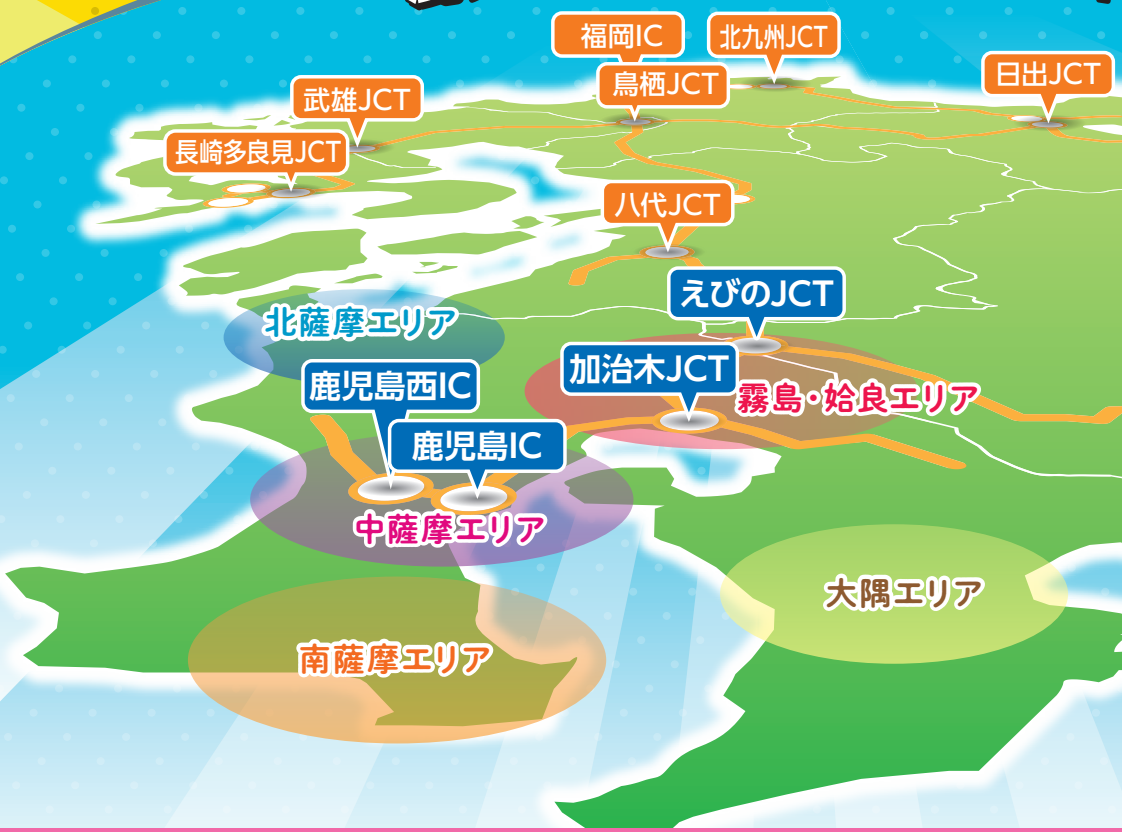 福岡IC
北九州JCT
鳥栖JCT
日出JCT
武雄JCT
長崎多良見JCT
八代JCT
えびのJCT
北薩摩エリア
加治木JCT
鹿児島西IC
霧島・姶良エリア
鹿児島IC
中薩摩エリア
大隅エリア
南薩摩エリア